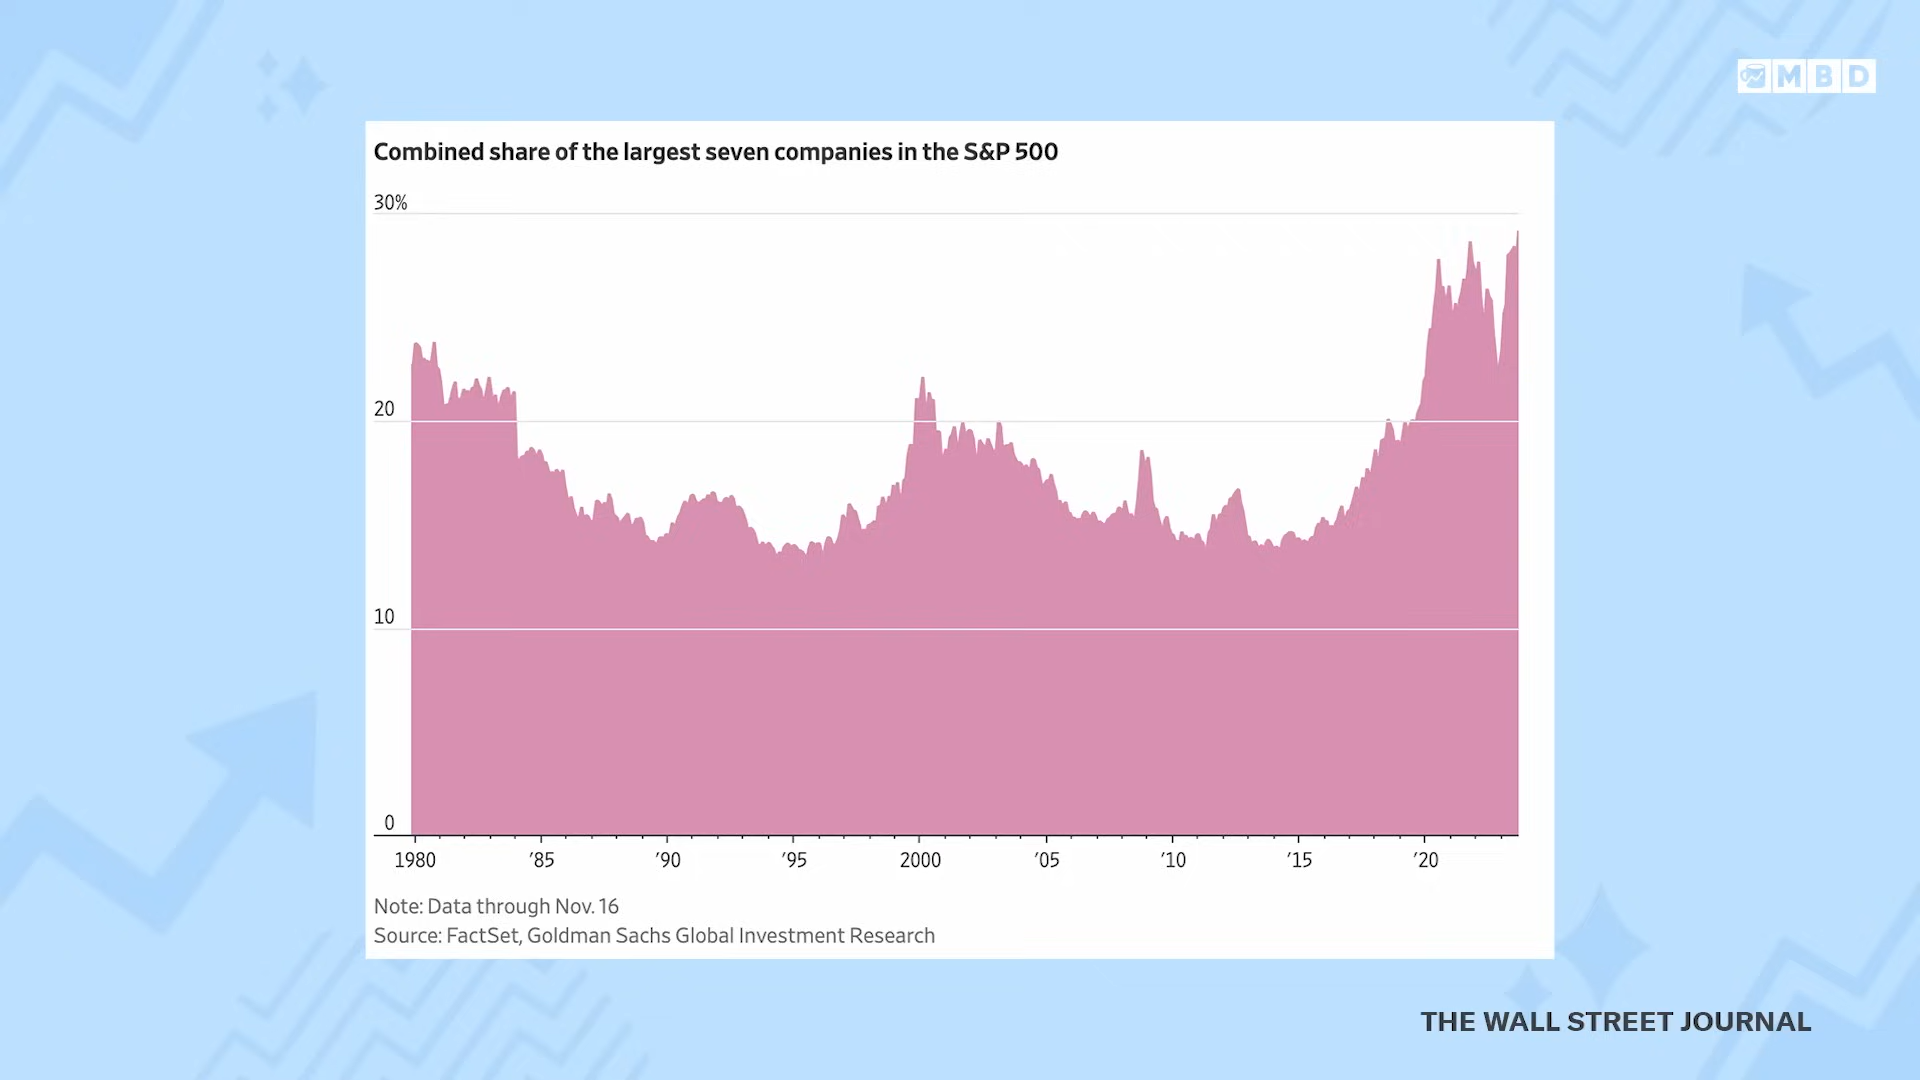 MBD
Combined share of the largest seven companies in the S&P 500
30%
20
10
0
1980 '85 '90 '95 2000 '05 '10 '15 '20
Note: Data through Nov. 16
Source: FactSet, Goldman Sachs Global Investment Research
THE WALL STREET JOURNAL